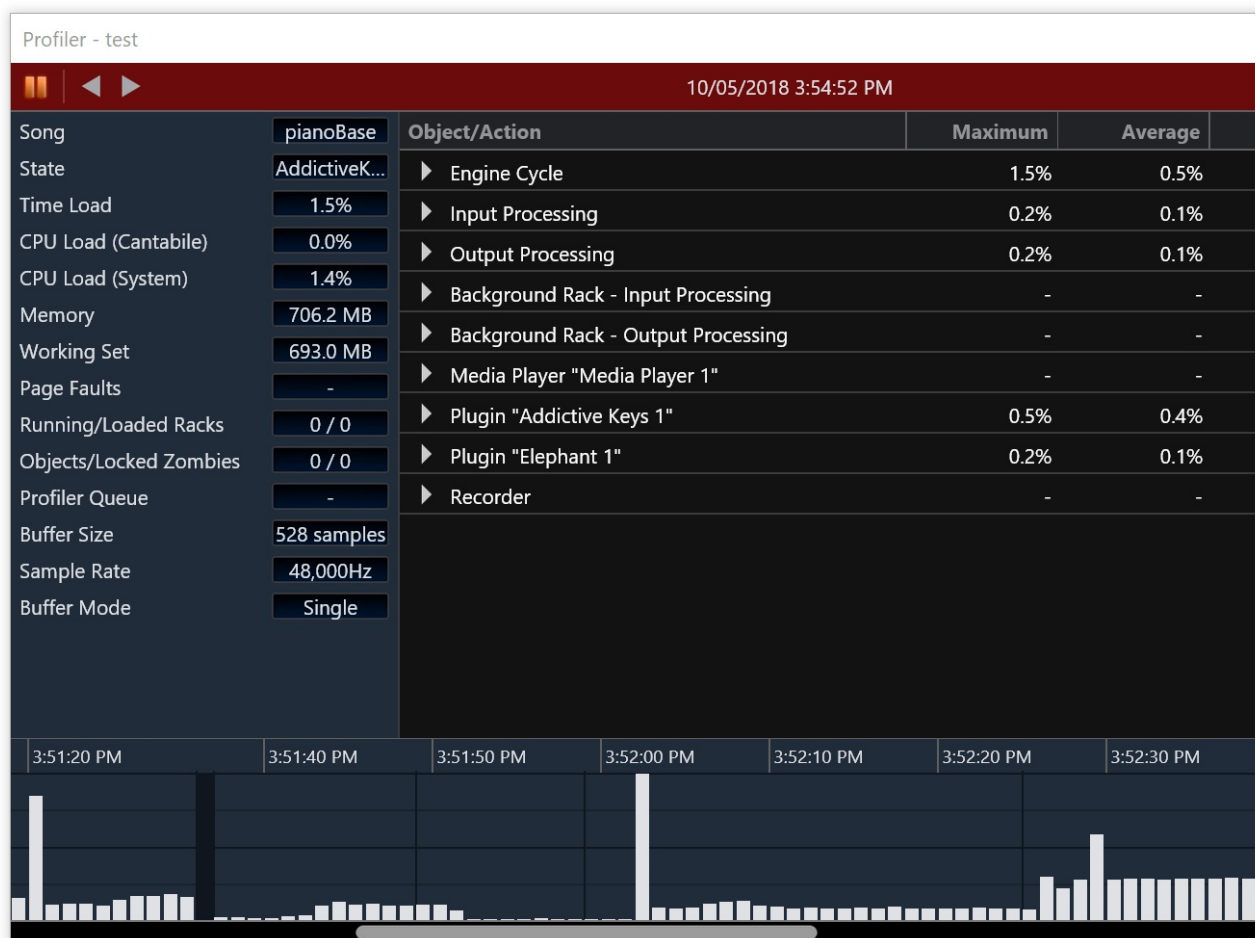 Profiler - test
10/05/2018 3:54:52 PM
Song pianoBase
State AddictiveK...
Time Load 1.5%
CPU Load (Cantabile) 0.0%
CPU Load (System) 1.4%
Memory 706.2 MB
Working Set 693.0 MB
Page Faults -
Running/Loaded Racks 0 / 0
Objects/Locked Zombies 0 / 0
Profiler Queue -
Buffer Size 528 samples
Sample Rate 48,000Hz
Buffer Mode Single
Object/Action Maximum Average
Engine Cycle 1.5% 0.5%
Input Processing 0.2% 0.1%
Output Processing 0.2% 0.1%
Background Rack - Input Processing - -
Background Rack - Output Processing - -
Media Player "Media Player 1" - -
Plugin "Addictive Keys 1" 0.5% 0.4%
Plugin "Elephant 1" 0.2% 0.1%
Recorder - -
3:51:20 PM 3:51:40 PM 3:51:50 PM 3:52:00 PM 3:52:10 PM 3:52:20 PM 3:52:30 PM